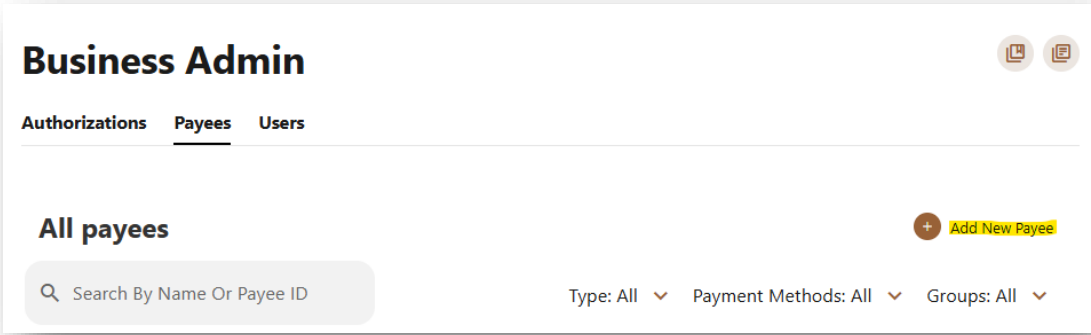 Business Admin
Authorizations Payees Users
All payees
Add New Payee
Search By Name Or Payee ID
Type: All Payment Methods: All Groups: All